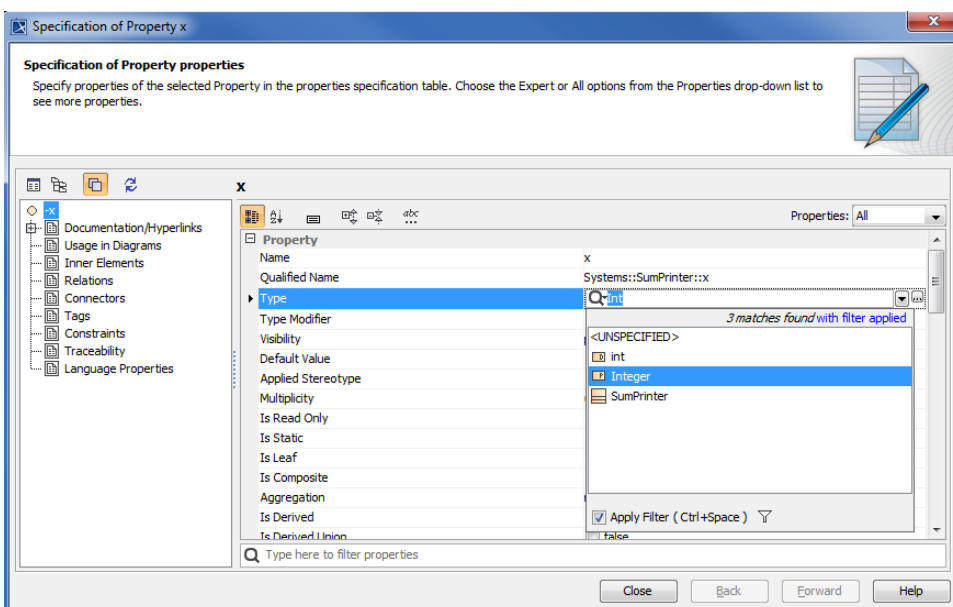 Specification of Property x
Specification of Property properties
Specify properties of the selected Property in the properties specification table. Choose the Expert or All options from the Properties drop-down list to
see more properties.
x
-x
Documentation/Hyperlinks
Usage in Diagrams
Inner Elements
Relations
Connectors
Tags
Constraints
Traceability
Language Properties
abc
Properties: All
Property
Name x
Qualified Name Systems::SumPrinter::x
Type Int
Type Modifier
Visibility
Default Value
Applied Stereotype
Multiplicity
Is Read Only
Is Static
Is Leaf
Is Composite
Aggregation
Is Derived
Is Derived Union false
3 matches found with filter applied
<UNSPECIFIED>
D int
P Integer
SumPrinter
Apply Filter ( Ctrl+Space )
Type here to filter properties
Close Back Forward Help